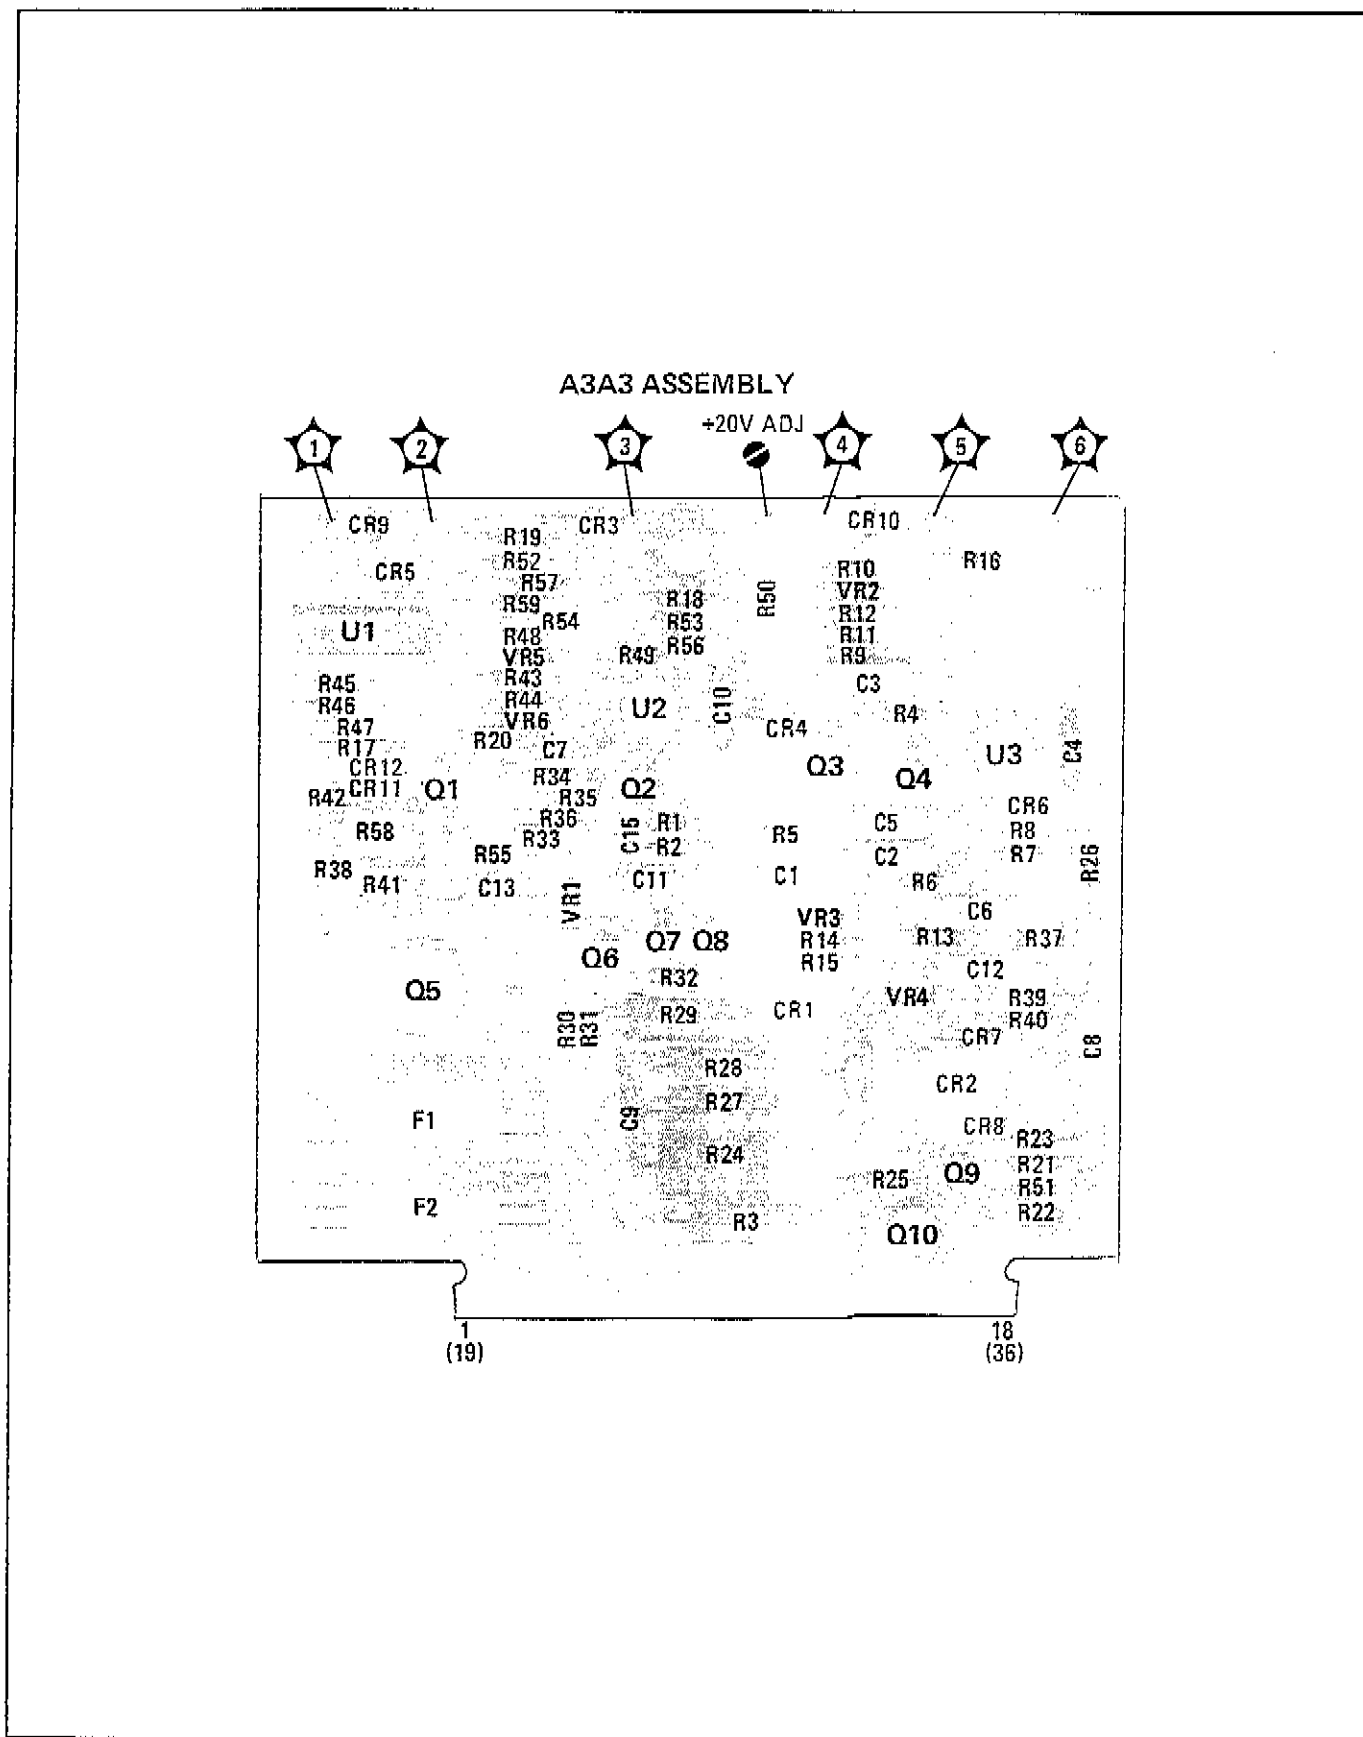 A3A3 ASSEMBLY
+20V ADJ
1 2 3 4 5 6
CR9 CR3 CR10
R19
R52 R16
CR5 R57 R10
R59 R18 R50 VR2
U1 R54 R53 R12
R48 R56 R11
VR5 R49 R9
R45 R43 C3
R46 R44 U2 C10 R4
R47 VR6 CR4
R17 R20 C7 U3 C4
CR12 R34 Q3 Q4
CR11 Q1 Q2
R42 R35 CR6
R58 R36 R1 C5 R8
R33 C15 R2 R5
R38 R55 C2 R7 R26
R41 C13 C11 C1 R6
VR1 VR3 C6
Q7 Q8 R14 R13 R37
Q6 R15
Q5 R32 C12
VR4 R39
R29 CR1 R40
R30 R31 CR7 C8
R28
R27 CR2
F1 C9 CR8
R24 R23
R25 Q9 R21
R51
F2 R3 R22
Q10
1 18
(19) (36)